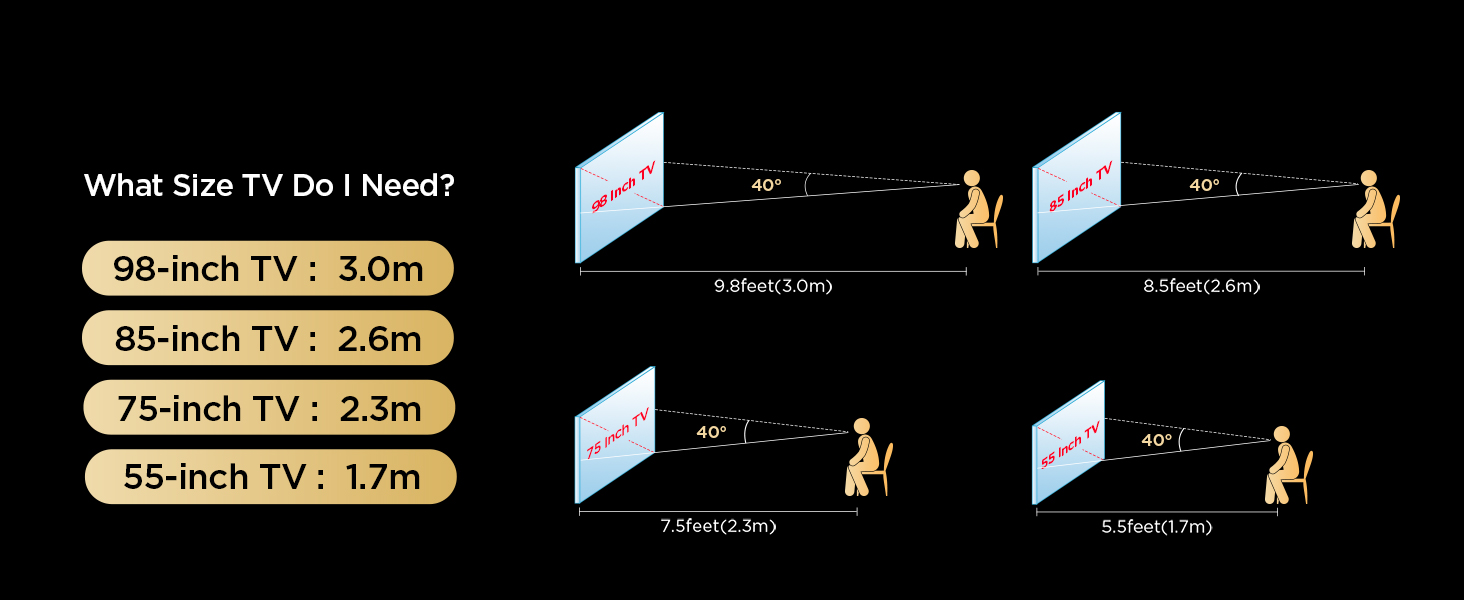 What Size TV Do I Need?
98-inch TV : 3.0m
85-inch TV : 2.6m
75-inch TV : 2.3m
55-inch TV : 1.7m
98 Inch TV
40°
9.8feet(3.0m)
85 Inch TV
40°
8.5feet(2.6m)
75 Inch TV
40°
7.5feet(2.3m)
55 Inch TV
40°
5.5feet(1.7m)